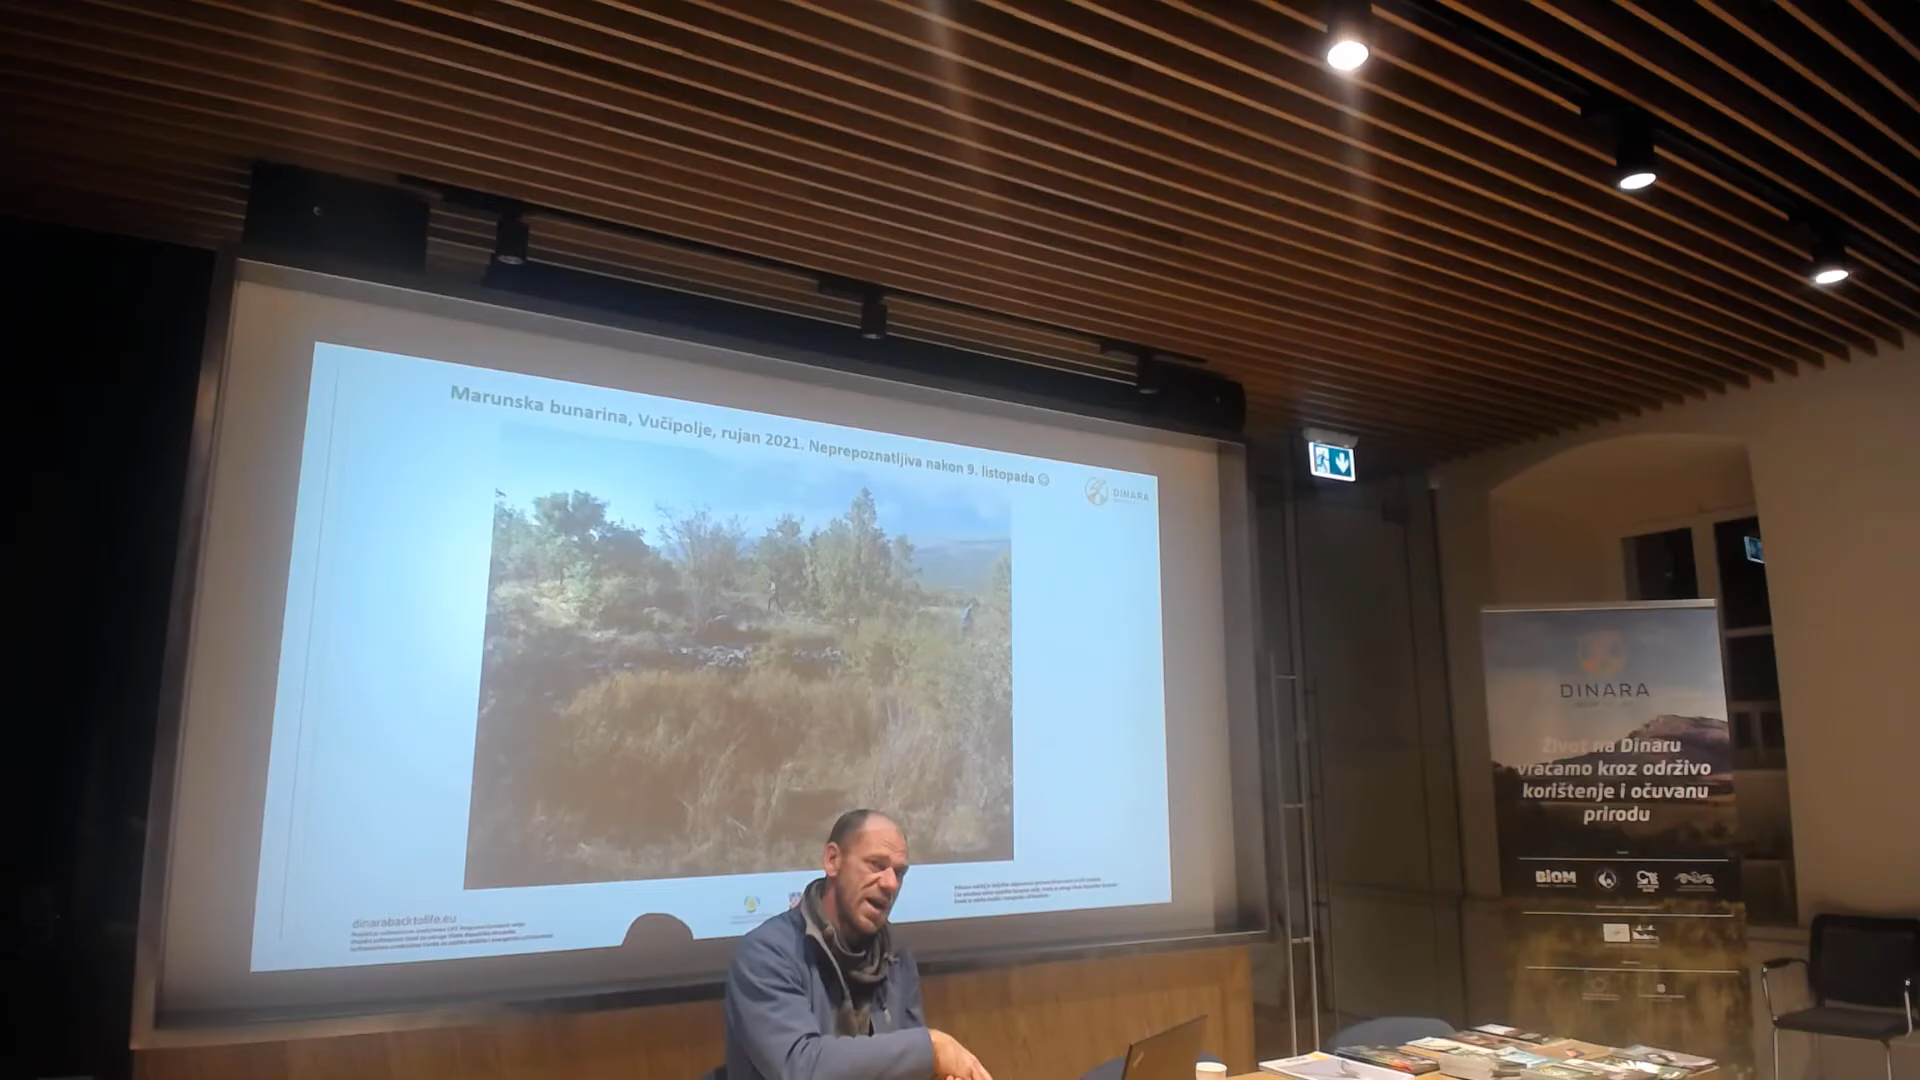 Marunska bunarina, Vučipolje, rujan 2021. Neprepoznatljiva nakon 9. listopada ☺
DINARA
dinarabacktolife.eu
DINARA
Život na Dinaru
vraćamo kroz održivo
korištenje i očuvanu
prirodu
BIOM